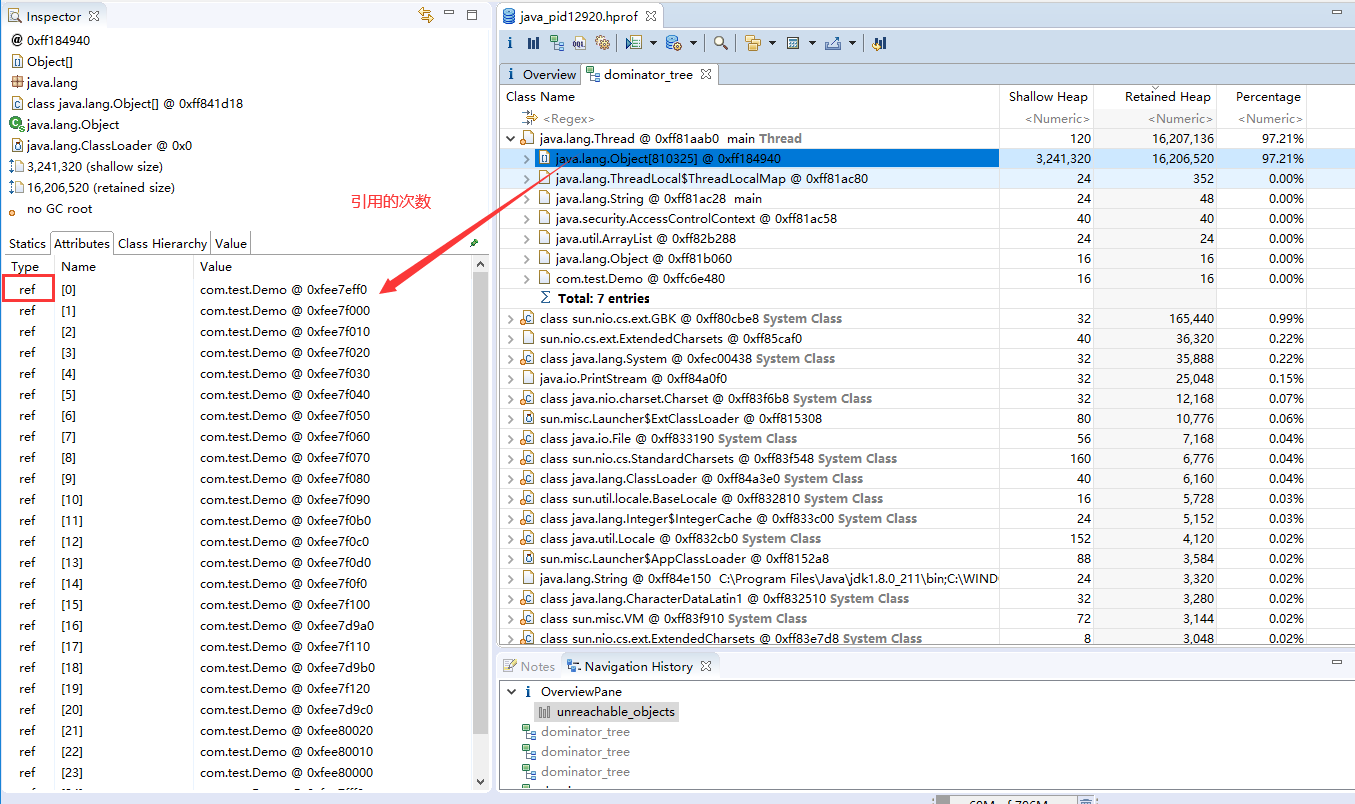 Inspector
@ 0xff184940
Object[]
java.lang
class java.lang.Object[] @ 0xff841d18
java.lang.Object
java.lang.ClassLoader @ 0x0
3,241,320 (shallow size)
16,206,520 (retained size)
no GC root
引用的次数
Statics Attributes Class Hierarchy Value
Type Name Value
ref [0] com.test.Demo @ 0xfee7eff0
ref [1] com.test.Demo @ 0xfee7f000
ref [2] com.test.Demo @ 0xfee7f010
ref [3] com.test.Demo @ 0xfee7f020
ref [4] com.test.Demo @ 0xfee7f030
ref [5] com.test.Demo @ 0xfee7f040
ref [6] com.test.Demo @ 0xfee7f050
ref [7] com.test.Demo @ 0xfee7f060
ref [8] com.test.Demo @ 0xfee7f070
ref [9] com.test.Demo @ 0xfee7f080
ref [10] com.test.Demo @ 0xfee7f090
ref [11] com.test.Demo @ 0xfee7f0b0
ref [12] com.test.Demo @ 0xfee7f0c0
ref [13] com.test.Demo @ 0xfee7f0d0
ref [14] com.test.Demo @ 0xfee7f0f0
ref [15] com.test.Demo @ 0xfee7f100
ref [16] com.test.Demo @ 0xfee7d9a0
ref [17] com.test.Demo @ 0xfee7f110
ref [18] com.test.Demo @ 0xfee7d9b0
ref [19] com.test.Demo @ 0xfee7f120
ref [20] com.test.Demo @ 0xfee7d9c0
ref [21] com.test.Demo @ 0xfee80020
ref [22] com.test.Demo @ 0xfee80010
ref [23] com.test.Demo @ 0xfee80000
java_pid12920.hprof
Overview dominator_tree
Class Name Shallow Heap Retained Heap Percentage
<Regex> <Numeric> <Numeric> <Numeric>
java.lang.Thread @ 0xff81aab0 main Thread 120 16,207,136 97.21%
java.lang.Object[810325] @ 0xff184940 3,241,320 16,206,520 97.21%
java.lang.ThreadLocal$ThreadLocalMap @ 0xff81ac80 24 352 0.00%
java.lang.String @ 0xff81ac28 main 24 48 0.00%
java.security.AccessControlContext @ 0xff81ac58 40 40 0.00%
java.util.ArrayList @ 0xff82b288 24 24 0.00%
java.lang.Object @ 0xff81b060 16 16 0.00%
com.test.Demo @ 0xffc6e480 16 16 0.00%
Σ Total: 7 entries
class sun.nio.cs.ext.GBK @ 0xff80cbe8 System Class 32 165,440 0.99%
sun.nio.cs.ext.ExtendedCharsets @ 0xff85caf0 40 36,320 0.22%
class java.lang.System @ 0xfec00438 System Class 32 35,888 0.22%
java.io.PrintStream @ 0xff84a0f0 32 25,048 0.15%
class java.nio.charset.Charset @ 0xff83f6b8 System Class 32 12,168 0.07%
sun.misc.Launcher$ExtClassLoader @ 0xff815308 80 10,776 0.06%
class java.io.File @ 0xff833190 System Class 56 7,168 0.04%
class sun.nio.cs.StandardCharsets @ 0xff83f548 System Class 160 6,776 0.04%
class java.lang.ClassLoader @ 0xff84a3e0 System Class 40 6,160 0.04%
class sun.util.locale.BaseLocale @ 0xff832810 System Class 16 5,728 0.03%
class java.lang.Integer$IntegerCache @ 0xff833c00 System Class 24 5,152 0.03%
class java.util.Locale @ 0xff832cb0 System Class 152 4,120 0.02%
sun.misc.Launcher$AppClassLoader @ 0xff8152a8 88 3,584 0.02%
java.lang.String @ 0xff84e150 C:\Program Files\Java\jdk1.8.0_211\bin;C:\WIND 24 3,320 0.02%
class java.lang.CharacterDataLatin1 @ 0xff832510 System Class 32 3,280 0.02%
class sun.misc.VM @ 0xff83f910 System Class 72 3,144 0.02%
class sun.nio.cs.ext.ExtendedCharsets @ 0xff83e7d8 System Class 8 3,048 0.02%
Notes Navigation History
OverviewPane
unreachable_objects
dominator_tree
dominator_tree
dominator_tree